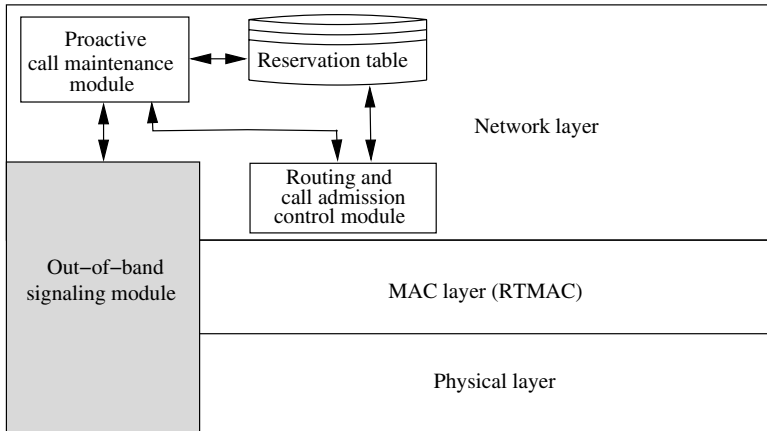 Proactive
call maintenance
module
Reservation table
Network layer
Routing and
call admission
control module
Out−of−band
signaling module
MAC layer (RTMAC)
Physical layer